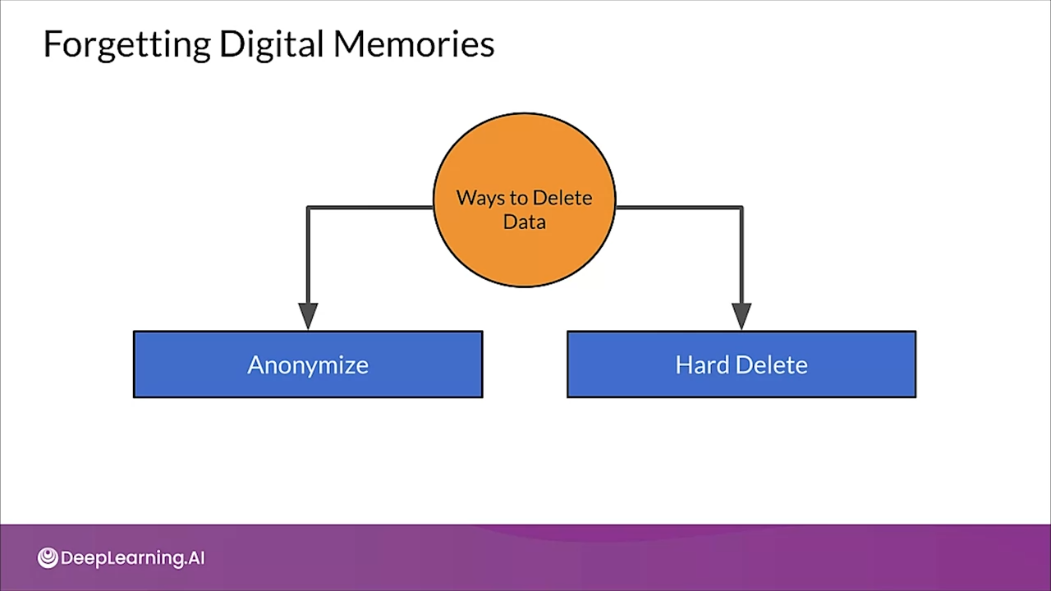 Forgetting Digital Memories
Ways to Delete
Data
Anonymize
Hard Delete
DeepLearning.AI